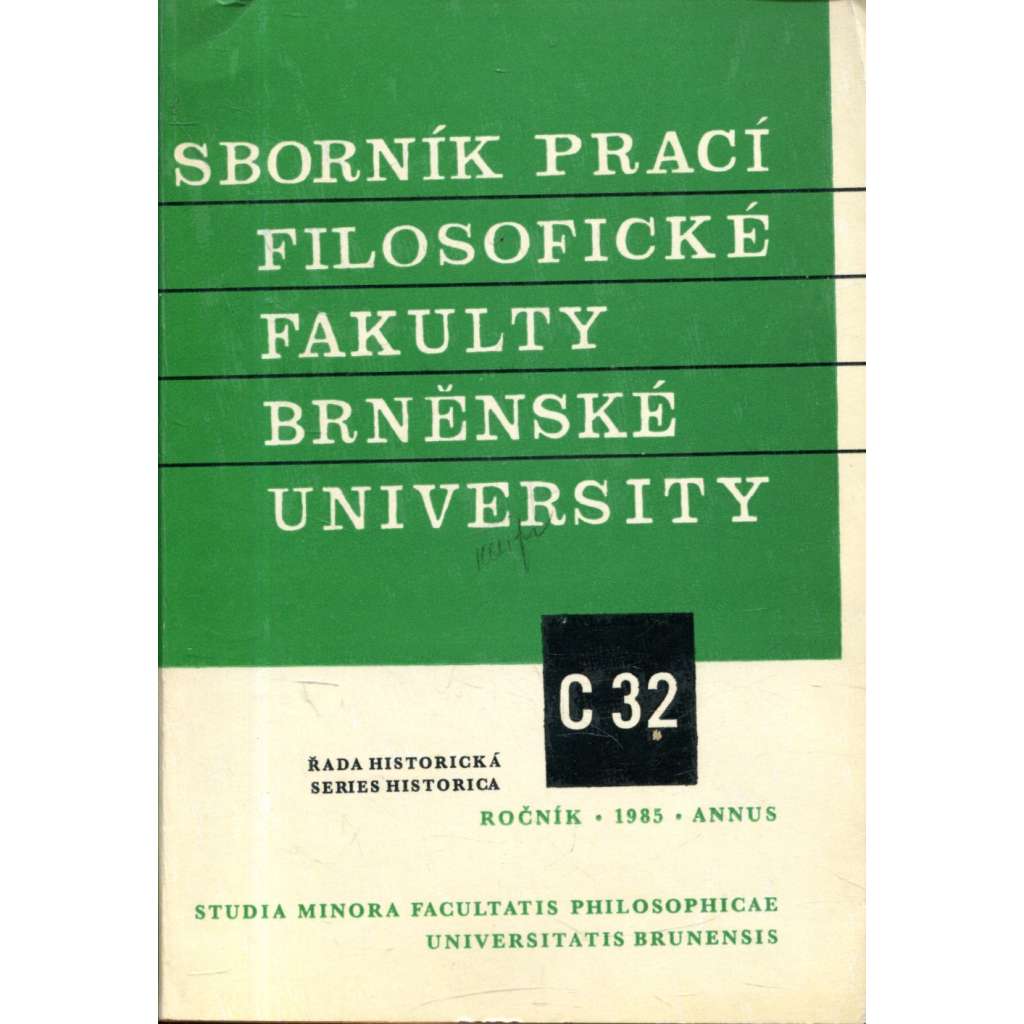 SBORNÍK PRACÍ
FILOSOFICKÉ
FAKULTY
BRNĚNSKÉ
UNIVERSITY
C 32
ŘADA HISTORICKÁ
SERIES HISTORICA
ROČNÍK • 1985 • ANNUS
STUDIA MINORA FACULTATIS PHILOSOPHICAE
UNIVERSITATIS BRUNENSIS